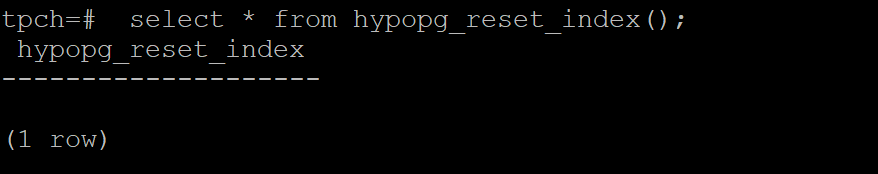 tpch=#  select * from hypopg_reset_index();
 hypopg_reset_index
--------------------
(1 row)